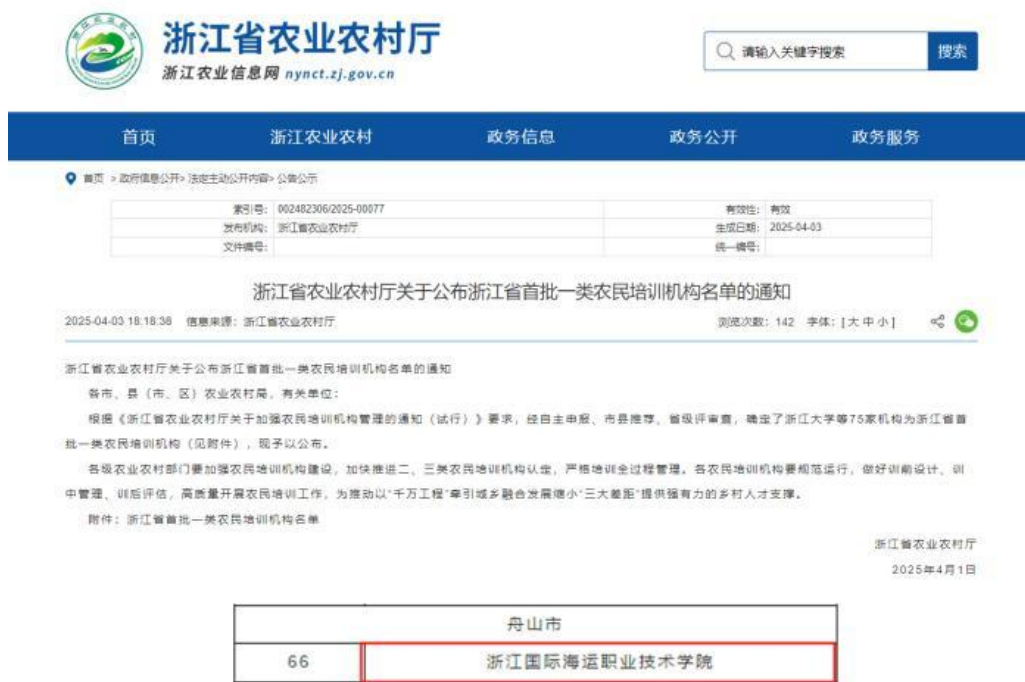 浙江省农业农村厅
浙江农业信息网 nynct.zj.gov.cn
请输入关键字搜索 搜索
首页 浙江农业农村 政务信息 政务公开 政务服务
首页 > 政府信息公开> 法定主动公开内容> 公告公示
索引号: 002482306/2025-00077 有效性: 有效
发布机构: 浙江省农业农村厅 生成日期: 2025-04-03
文件编号: 统一编号:
浙江省农业农村厅关于公布浙江省首批一类农民培训机构名单的通知
2025-04-03 18:18:38 信息来源: 浙江省农业农村厅 浏览次数: 142 字体: [ 大 中 小 ]
浙江省农业农村厅关于公布浙江省首批一类农民培训机构名单的通知
各市、县（市、区）农业农村局，有关单位：
根据《浙江省农业农村厅关于加强农民培训机构管理的通知（试行）》要求，经自主申报、市县推荐、省级评审查，确定了浙江大学等75家机构为浙江省首
批一类农民培训机构（见附件），现予以公布。
各级农业农村部门要加强农民培训机构建设，加快推进二、三类农民培训机构认定，严格培训全过程管理。各农民培训机构要规范运行，做好训前设计、训
中管理、训后评估，高质量开展农民培训工作，为推动以“千万工程”牵引城乡融合发展缩小“三大差距”提供强有力的乡村人才支撑。
附件：浙江省首批一类农民培训机构名单
浙江省农业农村厅
2025年4月1日
舟山市
66 浙江国际海运职业技术学院